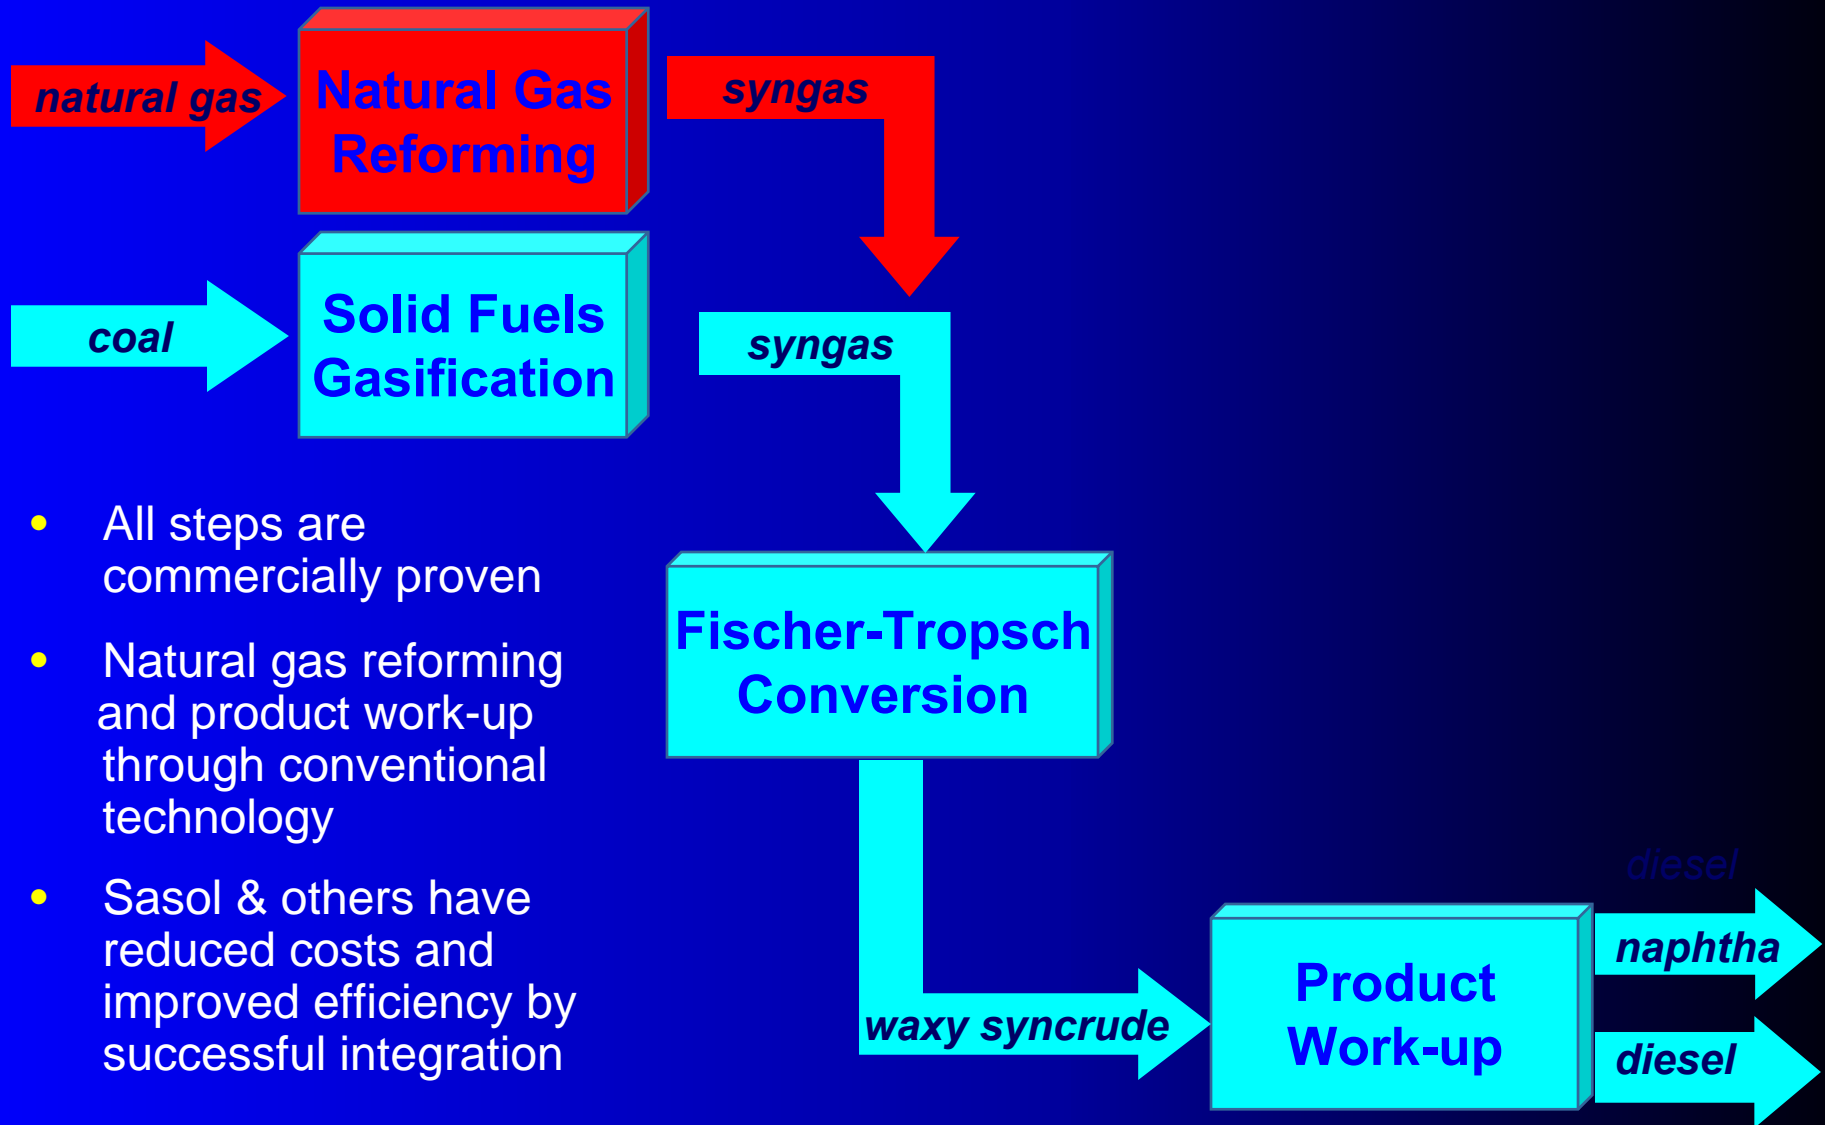 natural gas
Natural Gas
Reforming
syngas
coal
Solid Fuels
Gasification
syngas
• All steps are
commercially proven
• Natural gas reforming
and product work-up
through conventional
technology
• Sasol & others have
reduced costs and
improved efficiency by
successful integration
Fischer-Tropsch
Conversion
waxy syncrude
Product
Work-up
diesel
naphtha
diesel